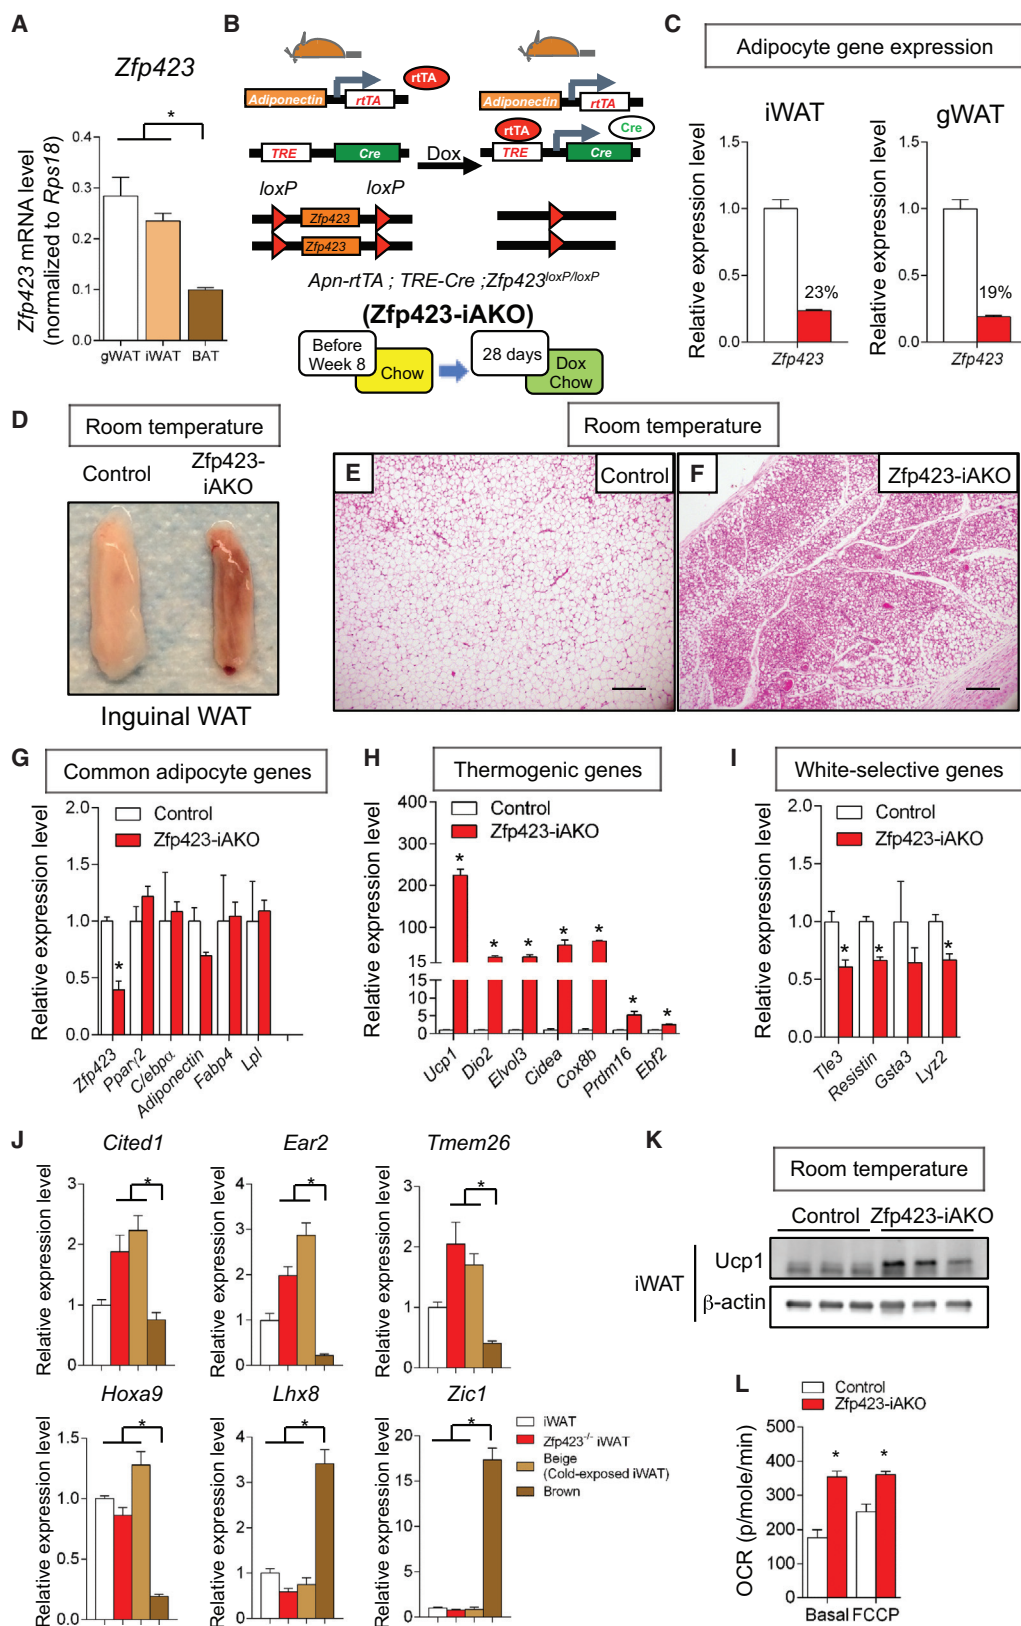 A
Zfp423
*
Zfp423 mRNA level
(normalized to Rps18)
0.4
0.3
0.2
0.1
0.0
gWAT iWAT BAT
B
rtTA
Adiponectin rtTA
Adiponectin rtTA
rtTA
Cre
TRE Cre
Dox
TRE Cre
loxP loxP
Zfp423
Zfp423
Apn-rtTA ; TRE-Cre ;Zfp423loxP/loxP
(Zfp423-iAKO)
Before
Week 8
Chow
28 days
Dox
Chow
C
Adipocyte gene expression
iWAT
Relative expression level
1.5
1.0
0.5
0.0
23%
Zfp423
gWAT
Relative expression level
1.5
1.0
0.5
0.0
19%
Zfp423
D
Room temperature
Control
Zfp423-
iAKO
Inguinal WAT
Room temperature
E
Control
F
Zfp423-iAKO
G
Common adipocyte genes
Control
Zfp423-iAKO
Relative expression level
2.0
1.5
1.0
0.5
0.0
*
Zfp423
Pparγ2
C/ebpα
Adiponectin
Fabp4
Lpl
H
Thermogenic genes
Control
Zfp423-iAKO
Relative expression level
400
300
200
100
15
15
10
5
0
* * * * * * *
Ucp1
Dio2
Elvol3
Cidea
Cox8b
Prdm16
Ebf2
I
White-selective genes
Control
Zfp423-iAKO
Relative expression level
2.0
1.5
1.0
0.5
0.0
* * *
Tle3
Resistin
Gsta3
Lyz2
J
Cited1
Relative expression level
3
2
1
0
*
Ear2
Relative expression level
4
3
2
1
0
*
Tmem26
Relative expression level
3
2
1
0
*
Hoxa9
Relative expression level
1.5
1.0
0.5
0.0
*
Lhx8
Relative expression level
4
3
2
1
0
*
Zic1
Relative expression level
20
15
10
5
0
*
iWAT
Zfp423-/- iWAT
Beige
(Cold-exposed iWAT)
Brown
K
Room temperature
Control Zfp423-iAKO
iWAT
Ucp1
β-actin
L
Control
Zfp423-iAKO
OCR (p/mole/min)
500
400
300
200
100
0
* *
Basal FCCP